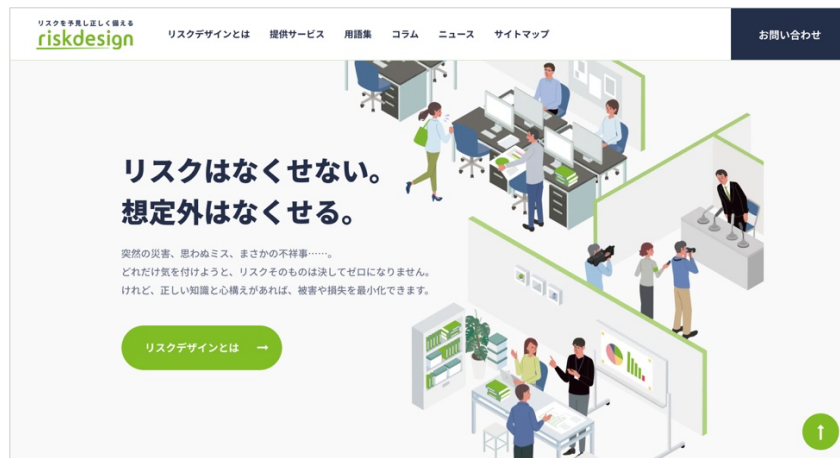 リスクを予見し正しく備える
riskdesign
リスクデザインとは 提供サービス 用語集 コラム ニュース サイトマップ
お問い合わせ
リスクはなくせない。
想定外はなくせる。
突然の災害、思わぬミス、まさかの不祥事……。
どれだけ気を付けようと、リスクそのものは決してゼロになりません。
けれど、正しい知識と心構えがあれば、被害や損失を最小化できます。
リスクデザインとは →